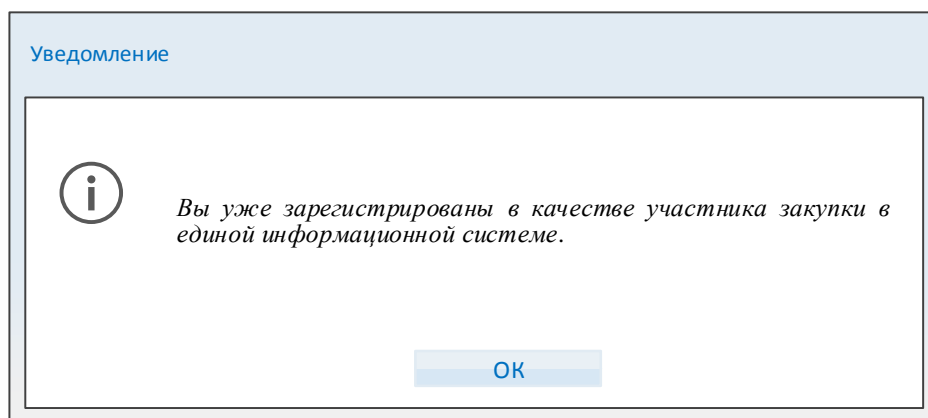 Уведомление
Вы уже зарегистрированы в качестве участника закупки в
единой информационной системе.
ОК